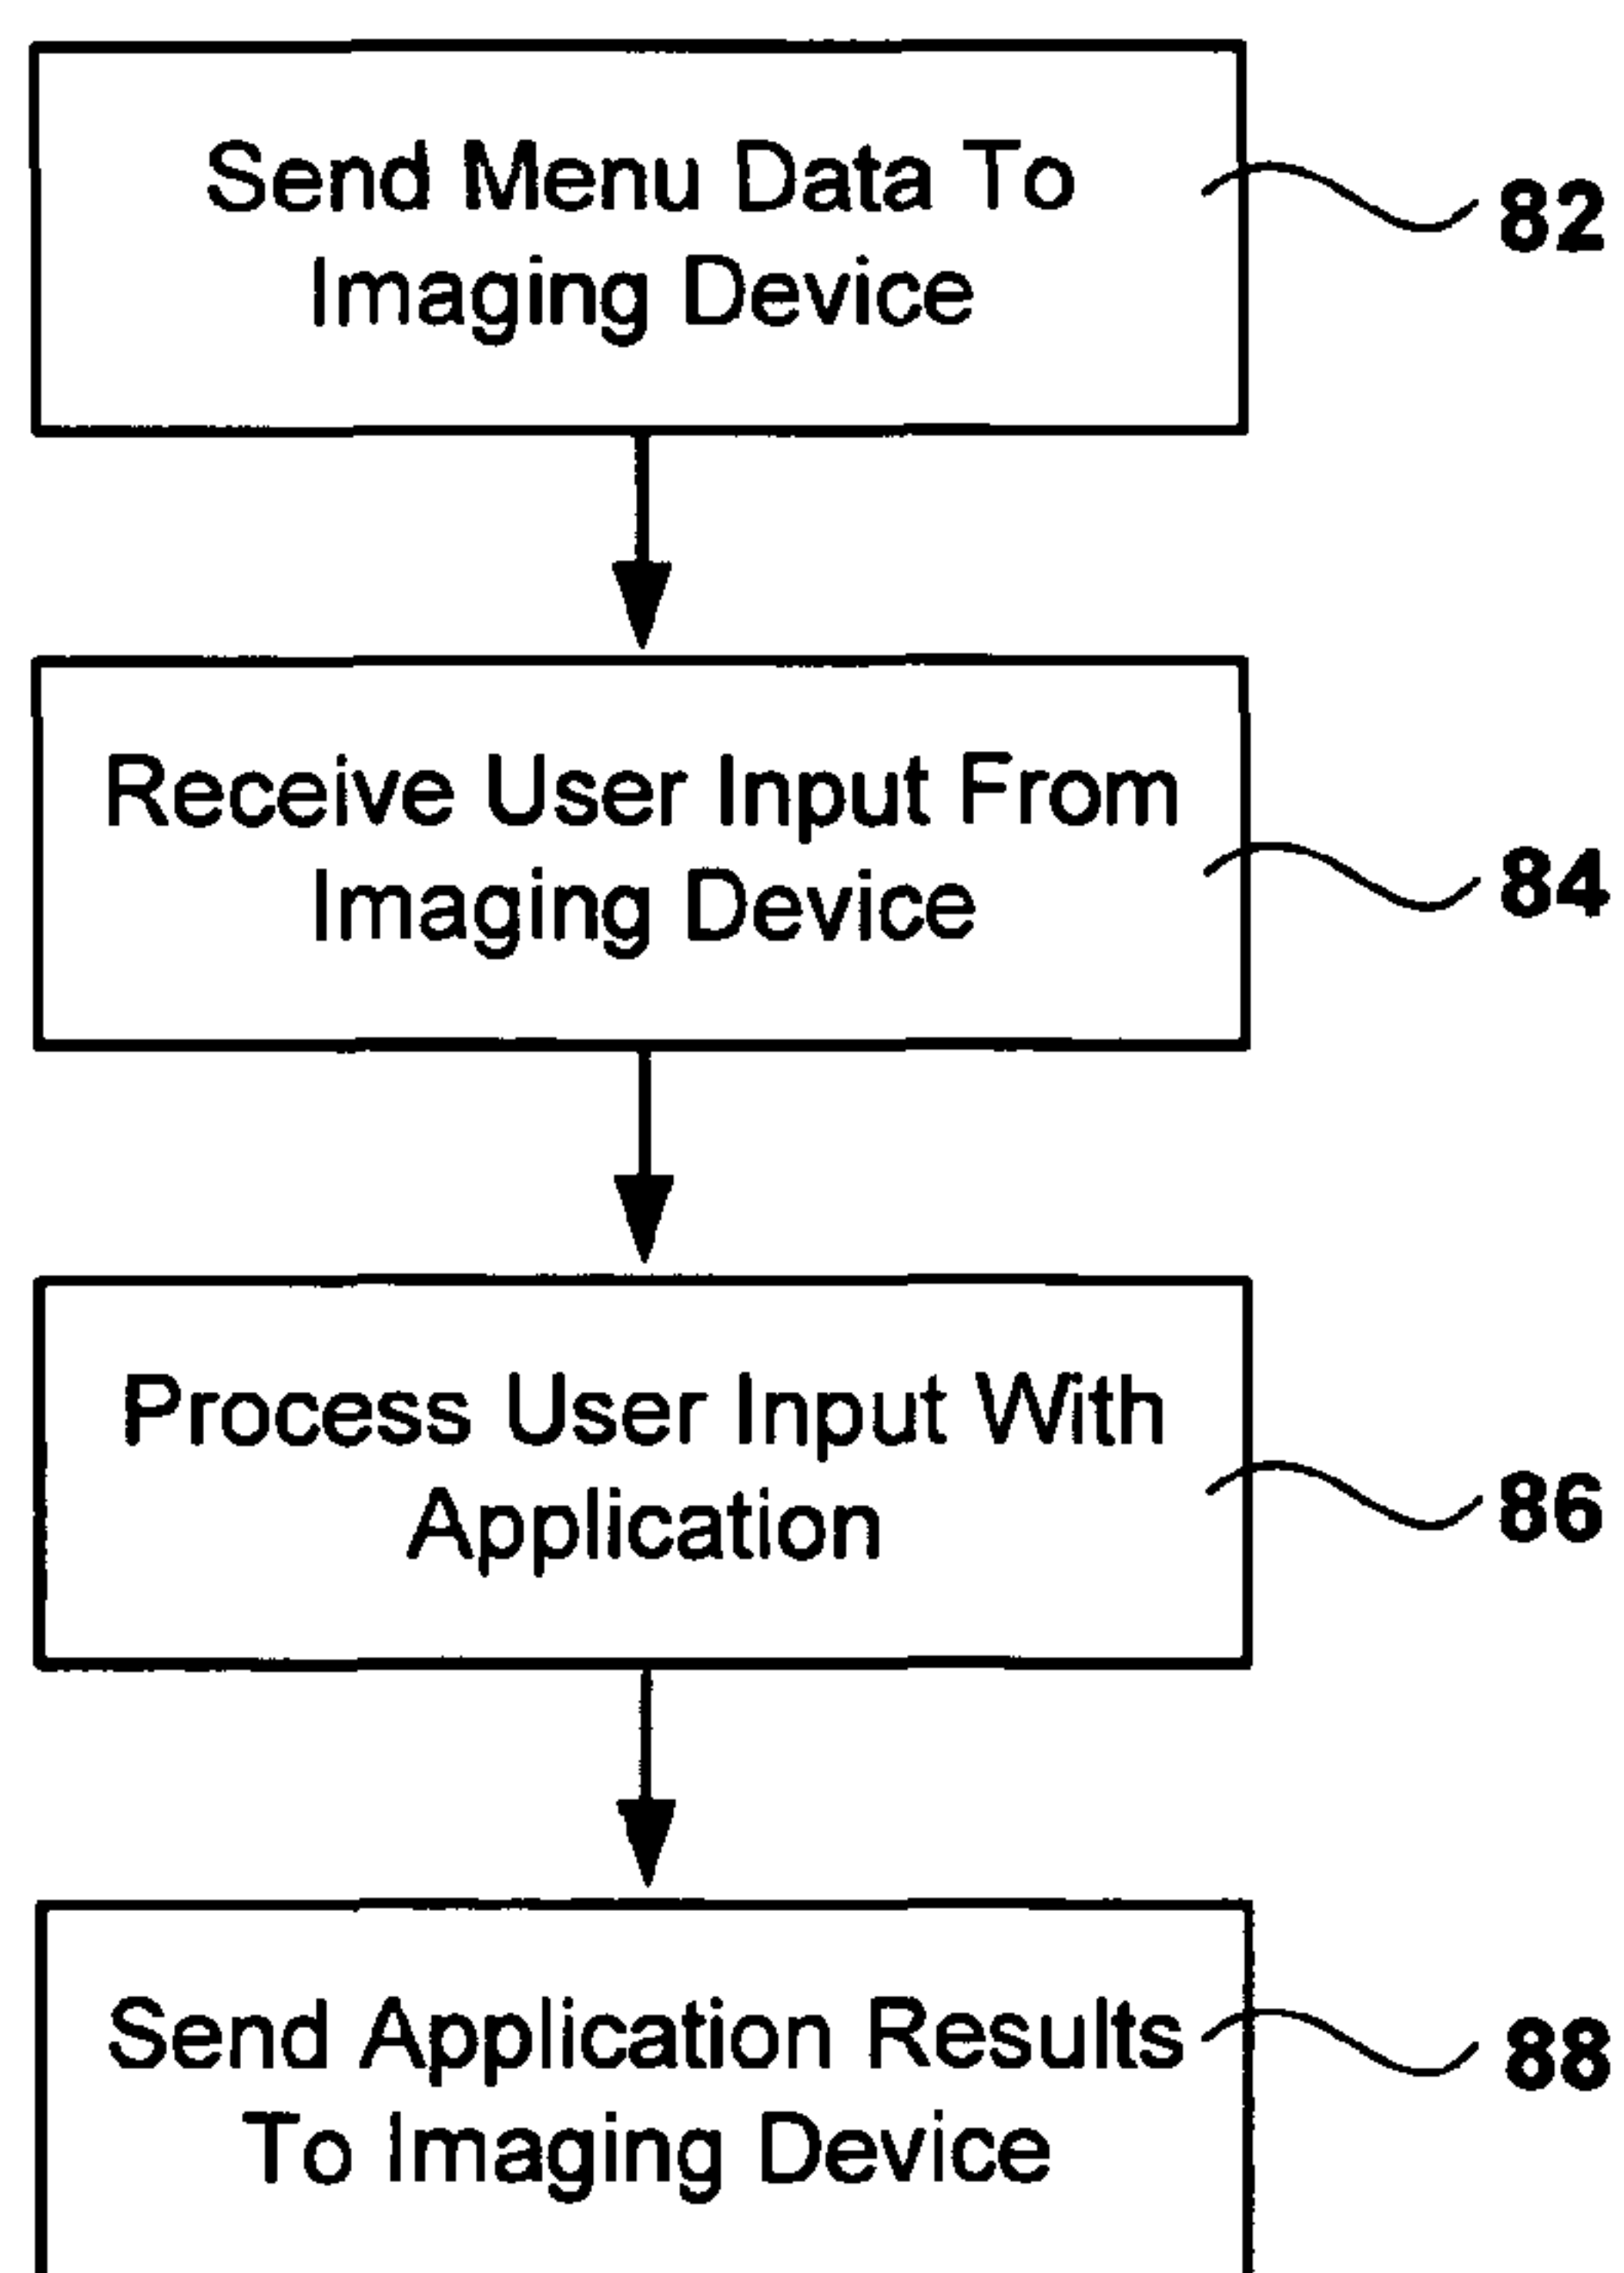 Send Menu Data To
Imaging Device
82
Receive User Input From
Imaging Device
84
Process User Input With
Application
86
Send Application Results
To Imaging Device
88